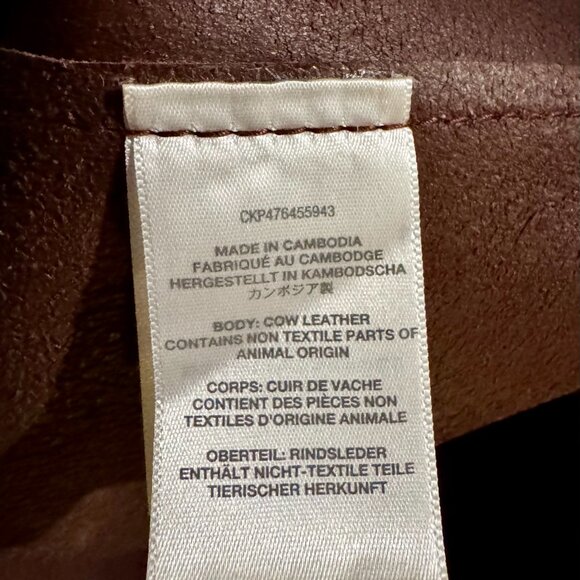 CKP476455943
MADE IN CAMBODIA
FABRIQUÉ AU CAMBODGE
HERGESTELLT IN KAMBODSCHA
カンボジア製
BODY: COW LEATHER
CONTAINS NON TEXTILE PARTS OF
ANIMAL ORIGIN
CORPS: CUIR DE VACHE
CONTIENT DES PIÈCES NON
TEXTILES D'ORIGINE ANIMALE
OBERTEIL: RINDSLEDER
ENTHÄLT NICHT-TEXTILE TEILE
TIERISCHER HERKUNFT